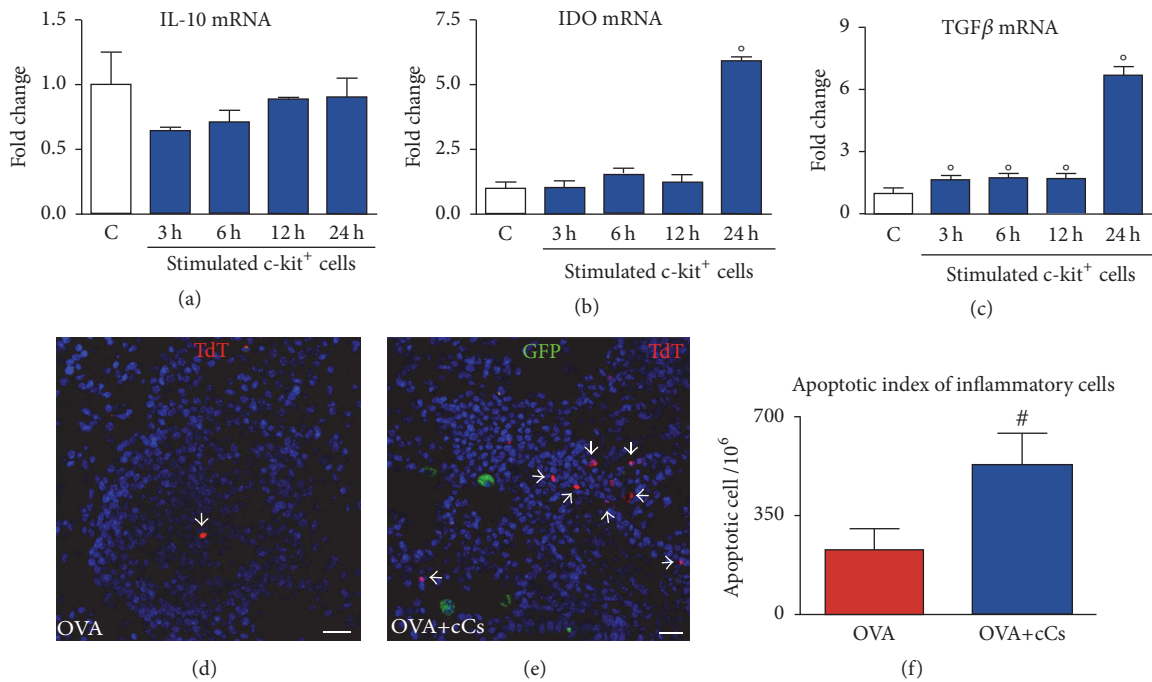 IL-10 mRNA
Fold change
1.5
1.0
0.5
0.0
C
3 h
6 h
12 h
24 h
Stimulated c-kit⁺ cells
(a)
IDO mRNA
Fold change
7.5
5.0
2.5
0.0
°
C
3 h
6 h
12 h
24 h
Stimulated c-kit⁺ cells
(b)
TGFβ mRNA
Fold change
9
6
3
0
°
°
°
°
C
3 h
6 h
12 h
24 h
Stimulated c-kit⁺ cells
(c)
TdT
OVA
(d)
GFP
TdT
OVA+cCs
(e)
Apoptotic index of inflammatory cells
Apoptotic cell /10⁶
700
350
0
#
OVA
OVA+cCs
(f)